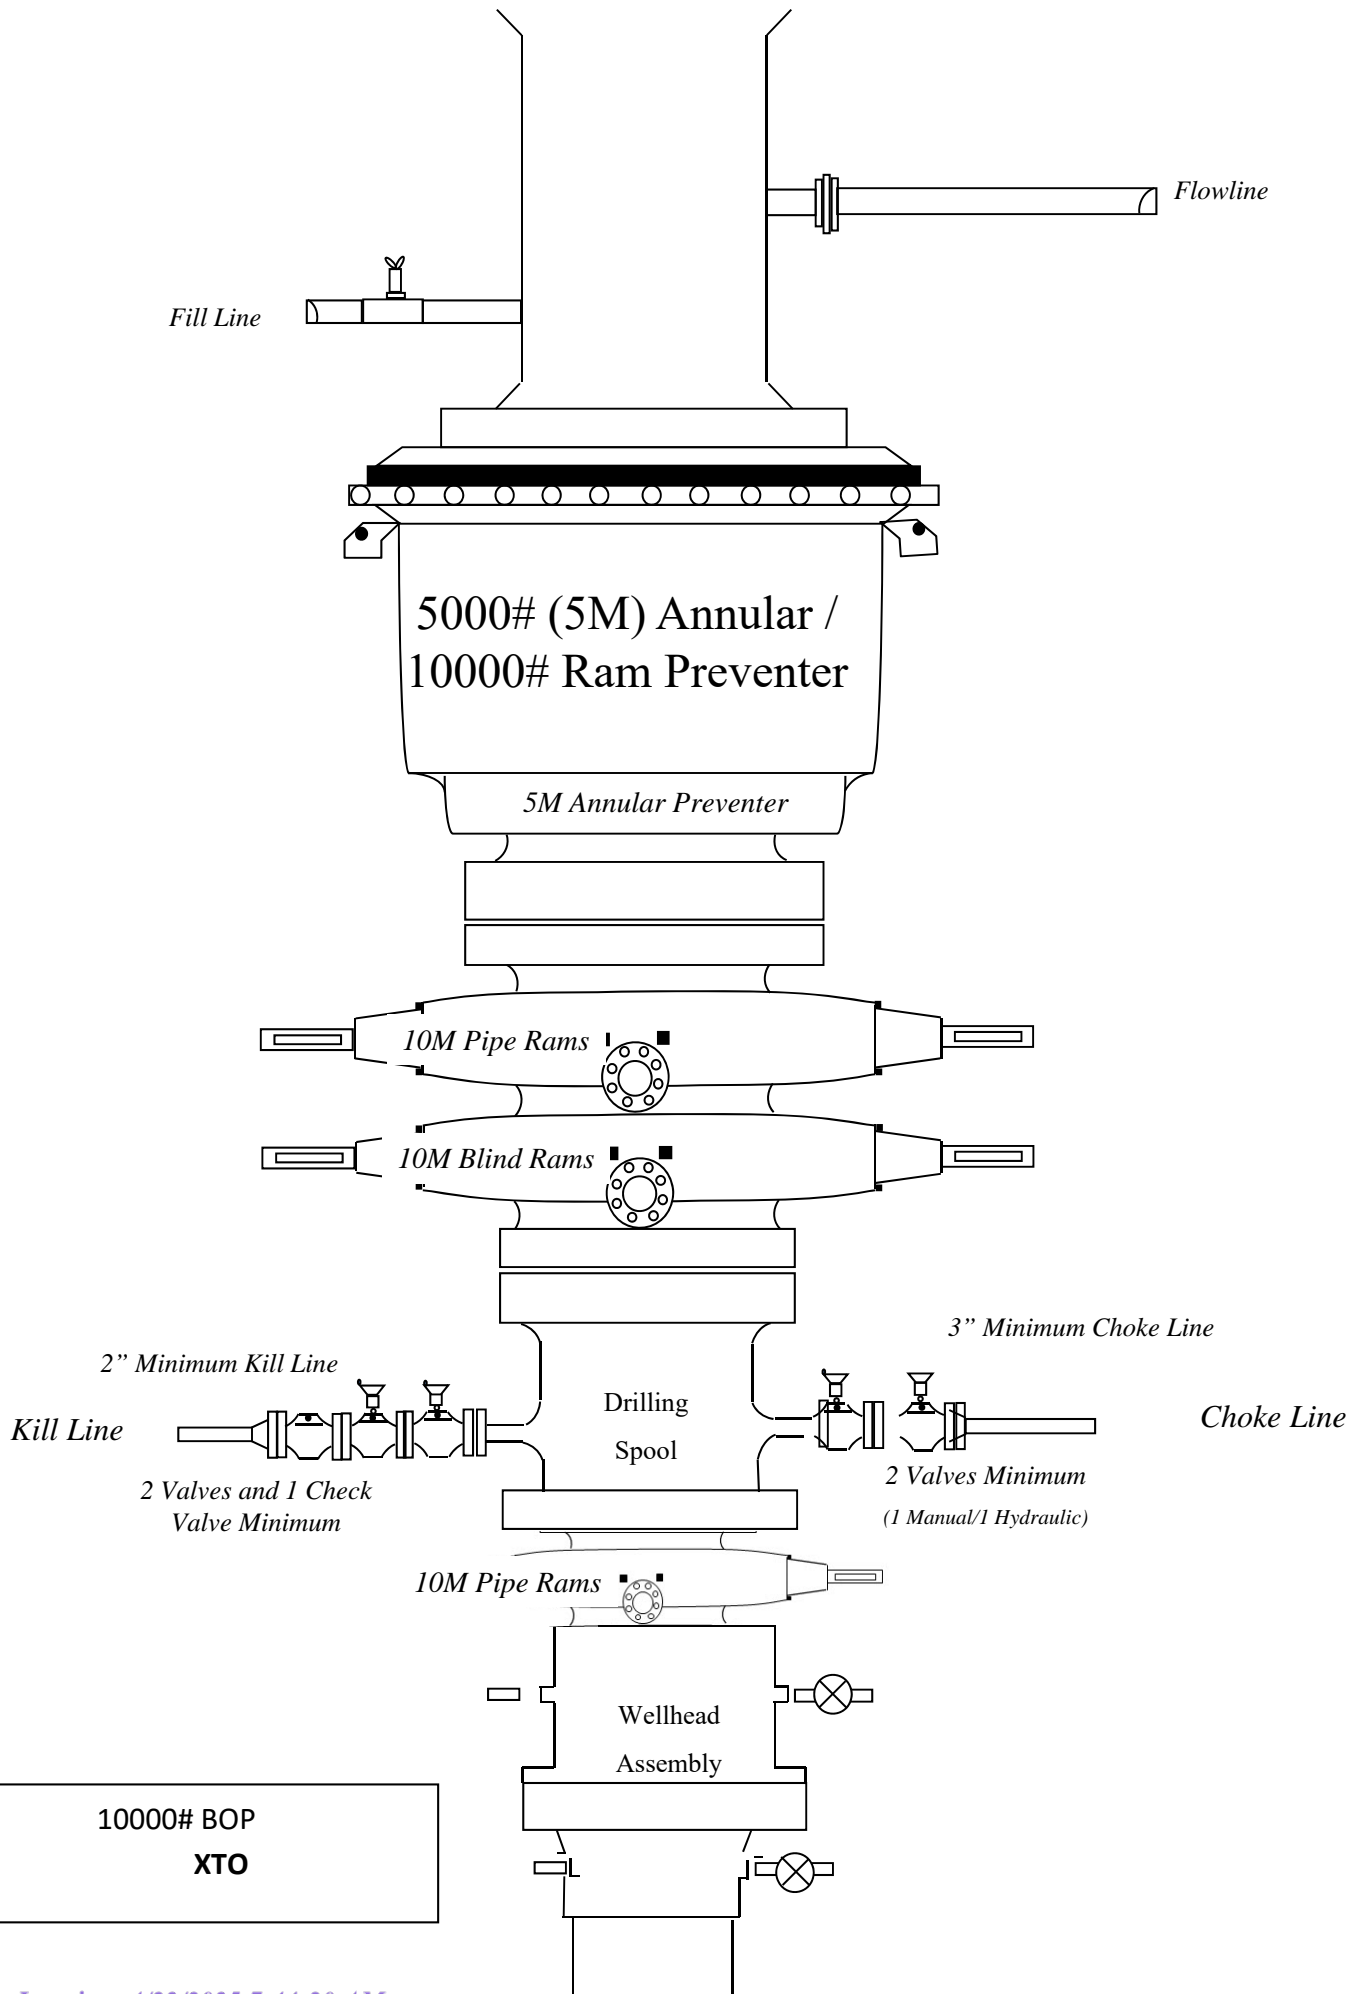 Flowline
Fill Line
5000# (5M) Annular /
10000# Ram Preventer
5M Annular Preventer
10M Pipe Rams
10M Blind Rams
3” Minimum Choke Line
2” Minimum Kill Line
Drilling
Spool
Kill Line
Choke Line
2 Valves and 1 Check
Valve Minimum
2 Valves Minimum
(1 Manual/1 Hydraulic)
10M Pipe Rams
Wellhead
Assembly
10000# BOP
XTO